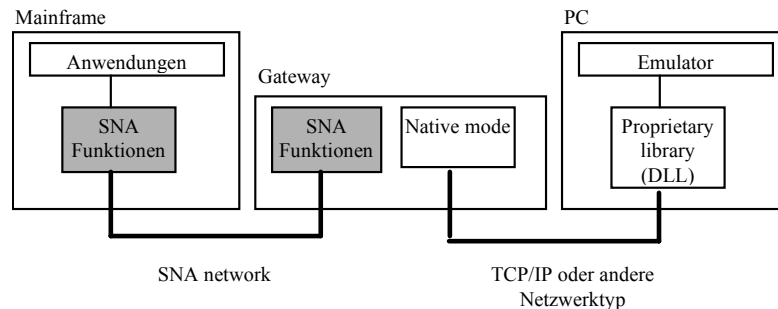 Mainframe
Anwendungen
SNA
Funktionen
Gateway
SNA
Funktionen
Native mode
PC
Emulator
Proprietary
library
(DLL)
SNA network
TCP/IP oder andere
Netzwerktyp